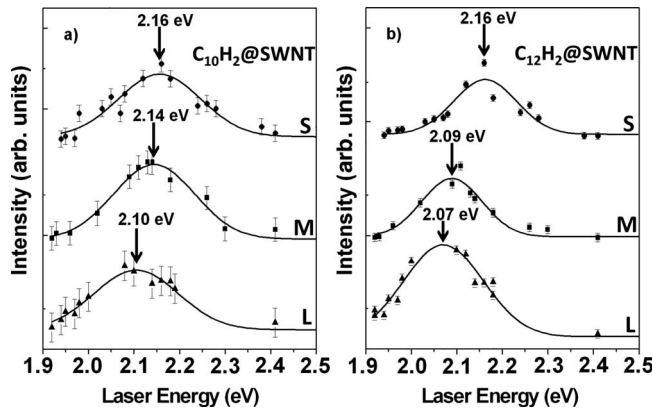 a)
2.16 eV
C₁₀H₂@SWNT
S
2.14 eV
M
2.10 eV
L
Intensity (arb. units)
1.9 2.0 2.1 2.2 2.3 2.4 2.5
Laser Energy (eV)
b)
2.16 eV
C₁₂H₂@SWNT
S
2.09 eV
M
2.07 eV
L
Intensity (arb. units)
1.9 2.0 2.1 2.2 2.3 2.4 2.5
Laser Energy (eV)